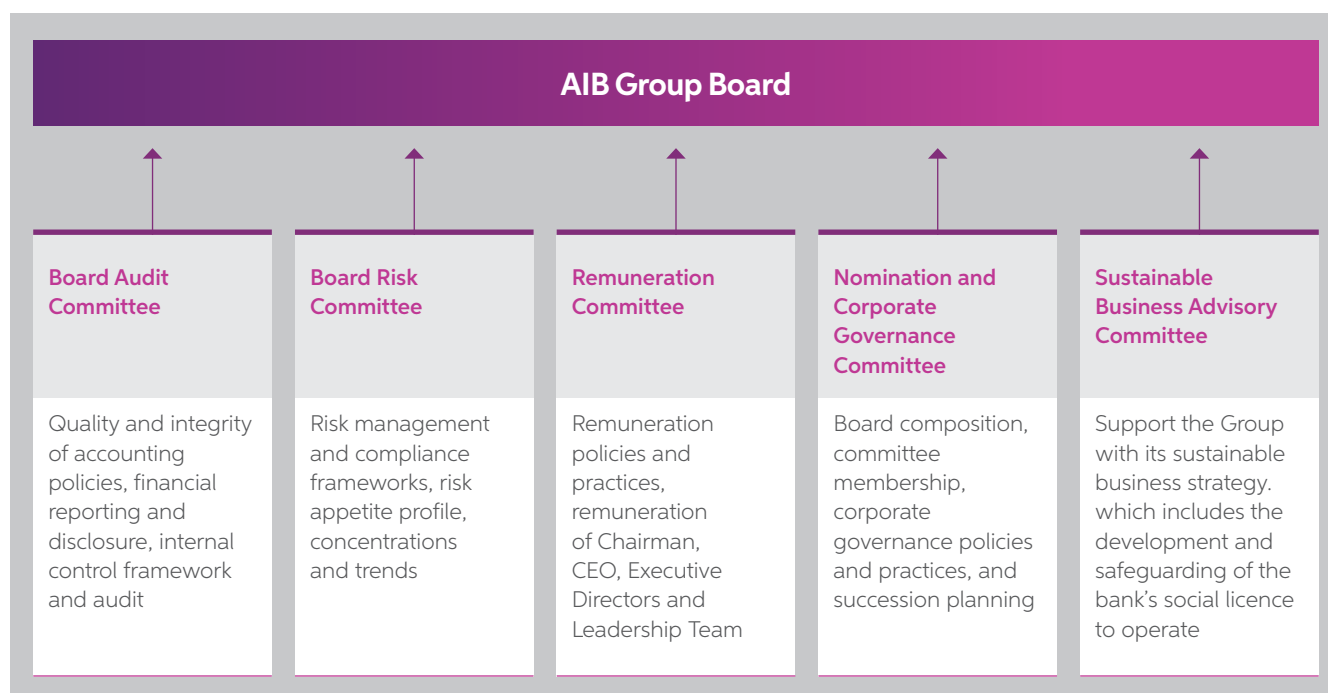 AIB Group Board
Board Audit
Committee
Quality and integrity
of accounting
policies, financial
reporting and
disclosure, internal
control framework
and audit
Board Risk
Committee
Risk management
and compliance
frameworks, risk
appetite profile,
concentrations
and trends
Remuneration
Committee
Remuneration
policies and
practices,
remuneration
of Chairman,
CEO, Executive
Directors and
Leadership Team
Nomination and
Corporate
Governance
Committee
Board composition,
committee
membership,
corporate
governance policies
and practices, and
succession planning
Sustainable
Business Advisory
Committee
Support the Group
with its sustainable
business strategy.
which includes the
development and
safeguarding of the
bank’s social licence
to operate